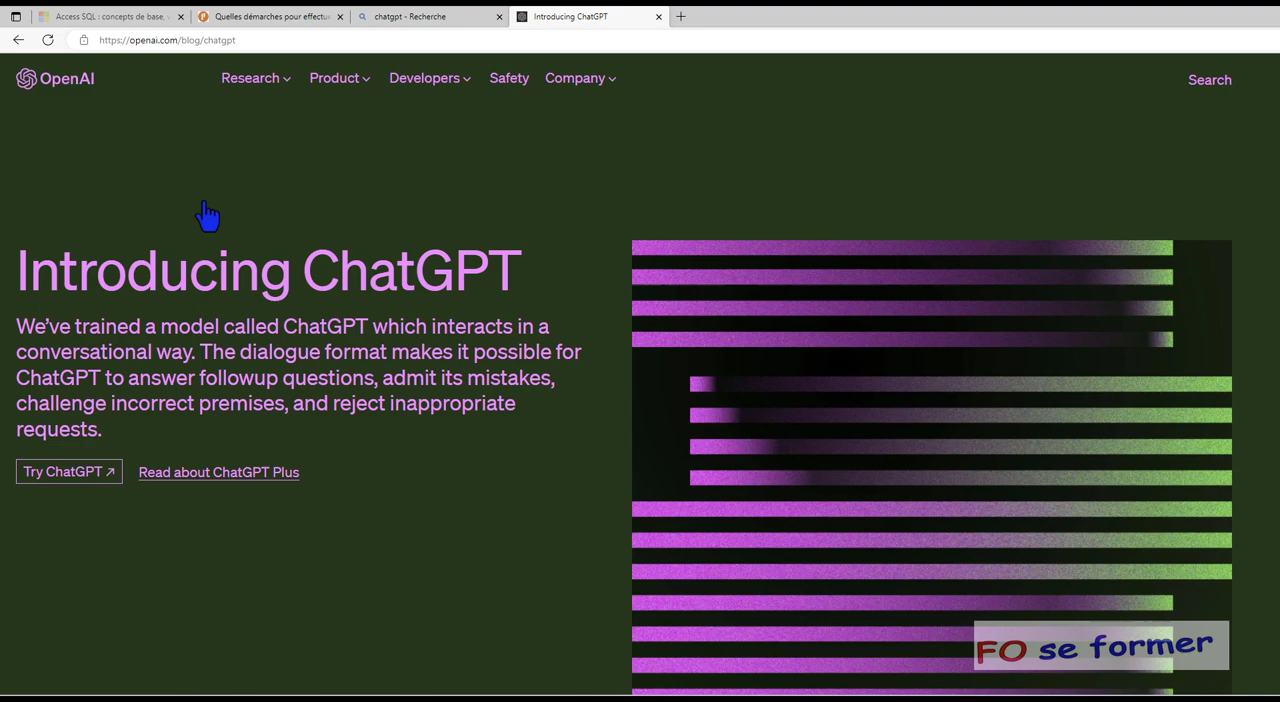 Access SQL : concepts de base, v
Quelles démarches pour effectue
chatgpt - Recherche
Introducing ChatGPT
https://openai.com/blog/chatgpt
OpenAI
Research
Product
Developers
Safety
Company
Search
Introducing ChatGPT
We've trained a model called ChatGPT which interacts in a
conversational way. The dialogue format makes it possible for
ChatGPT to answer followup questions, admit its mistakes,
challenge incorrect premises, and reject inappropriate
requests.
Try ChatGPT ↗
Read about ChatGPT Plus
FO se former